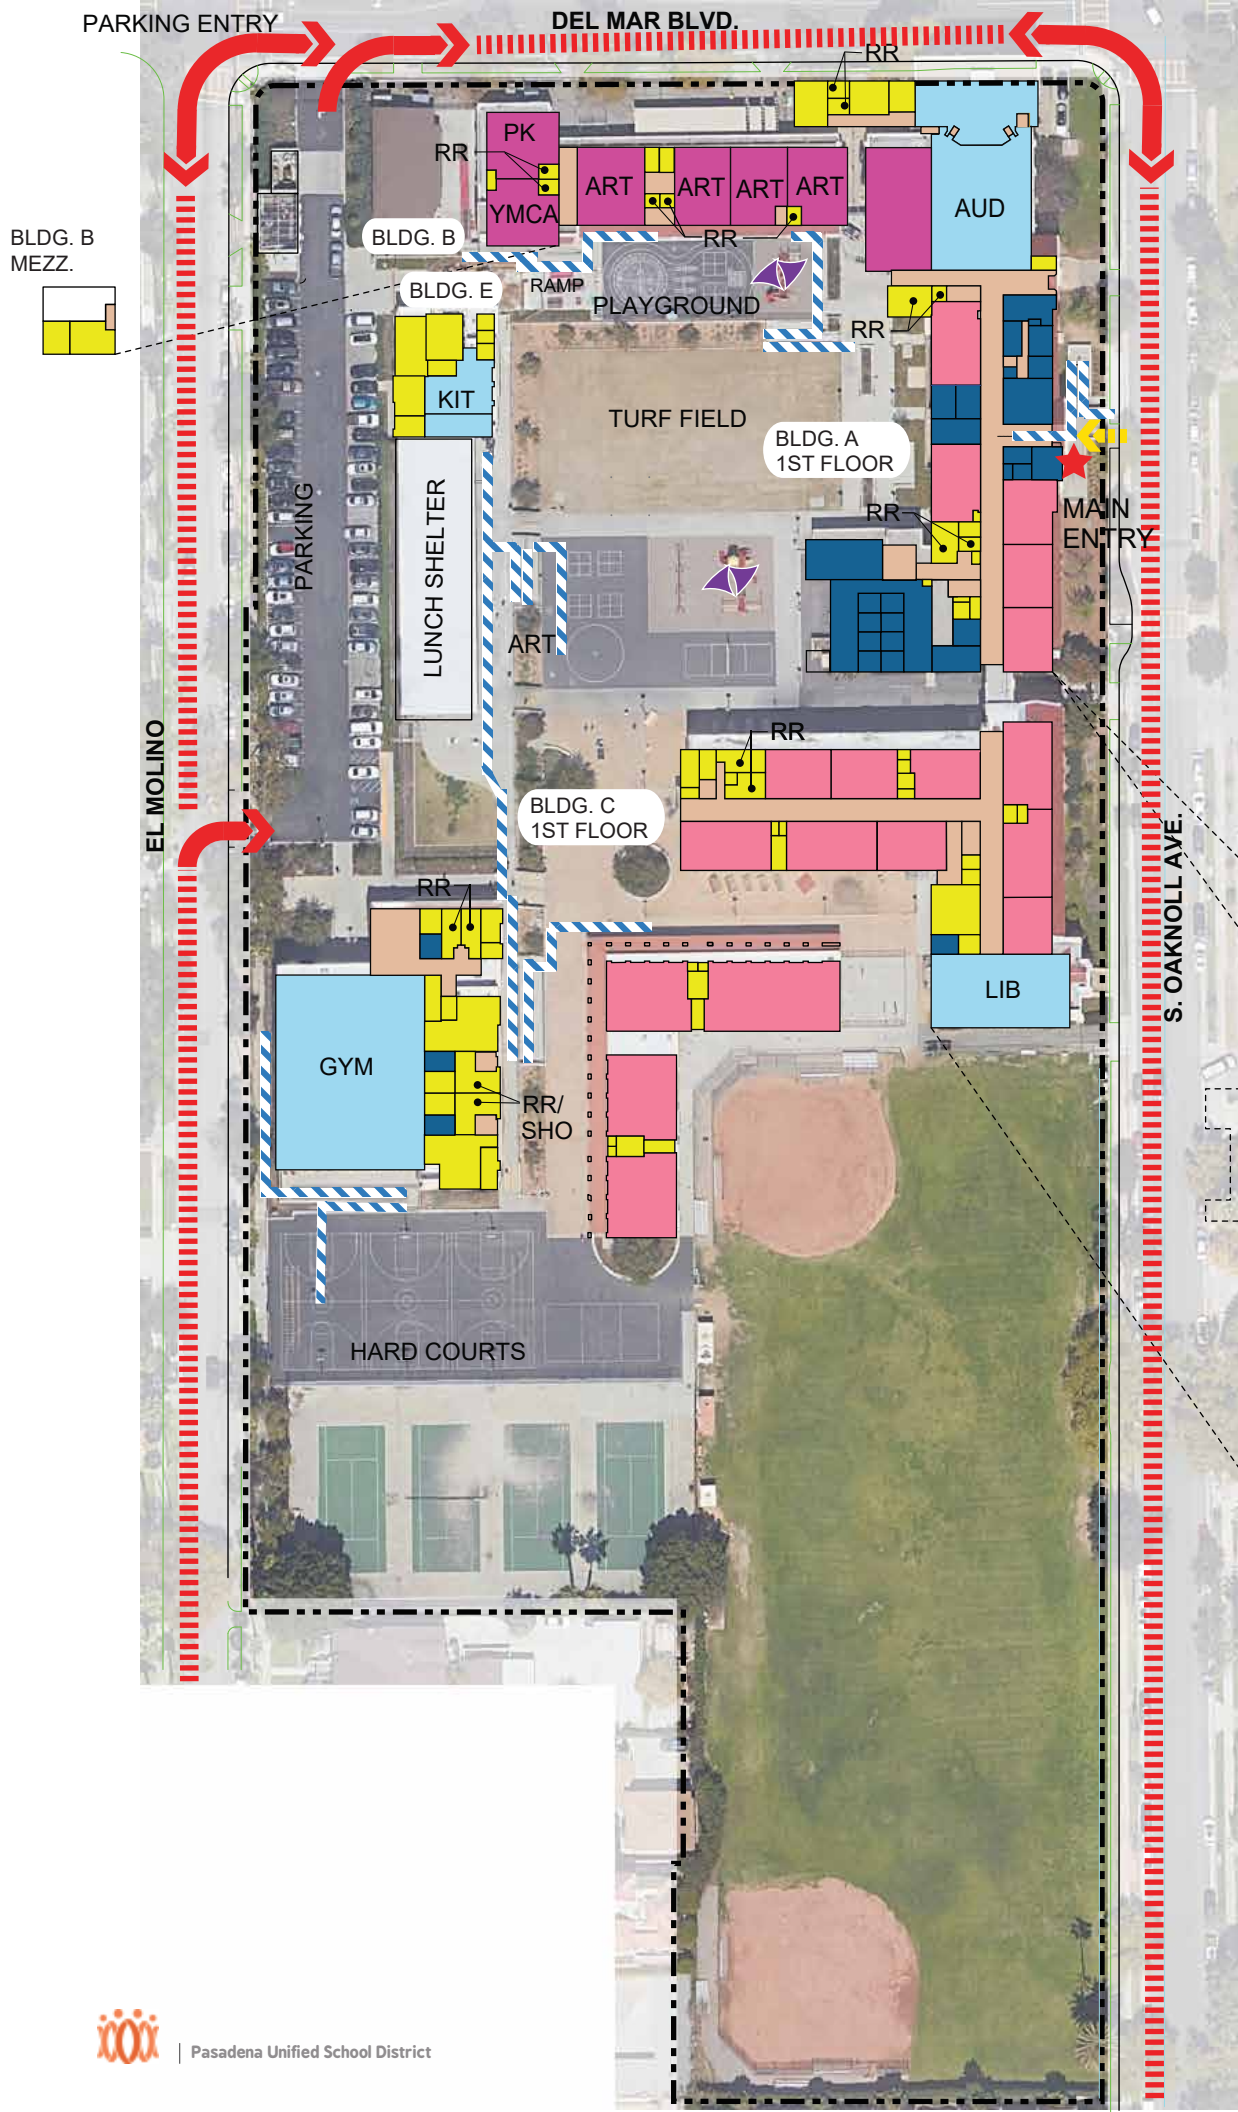 PARKING ENTRY
DEL MAR BLVD.
RR
PK
RR
YMCA
ART
ART
ART
ART
AUD
BLDG. B
MEZZ.
BLDG. B
RR
BLDG. E
RAMP
PLAYGROUND
RR
KIT
TURF FIELD
BLDG. A
1ST FLOOR
PARKING
LUNCH SHELTER
RR
MAIN
ENTRY
ART
EL MOLINO
RR
BLDG. C
1ST FLOOR
S. OAKNOLL AVE.
RR
LIB
GYM
RR/
SHO
HARD COURTS
Pasadena Unified School District